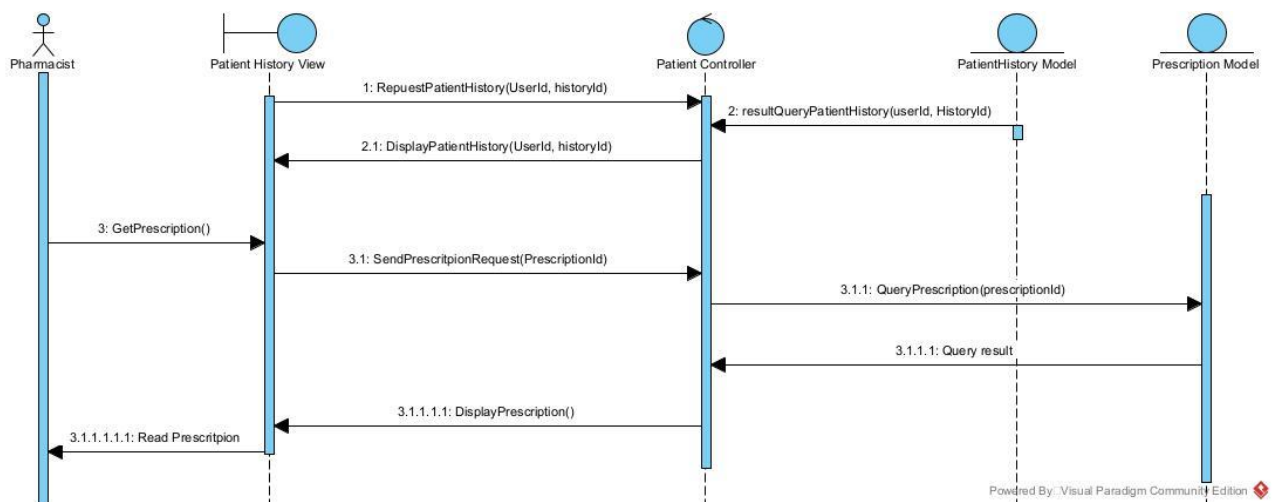 Pharmacist
Patient History View
Patient Controller
PatientHistory Model
Prescription Model
1: RepuestPatientHistory(UserId, historyId)
2: resultQueryPatientHistory(userId, HistoryId)
2.1: DisplayPatientHistory(UserId, historyId)
3: GetPrescription()
3.1: SendPrescritpionRequest(PrescriptionId)
3.1.1: QueryPrescription(prescriptionId)
3.1.1.1: Query result
3.1.1.1.1: DisplayPrescription()
3.1.1.1.1.1: Read Prescritpion
Powered By Visual Paradigm Community Edition